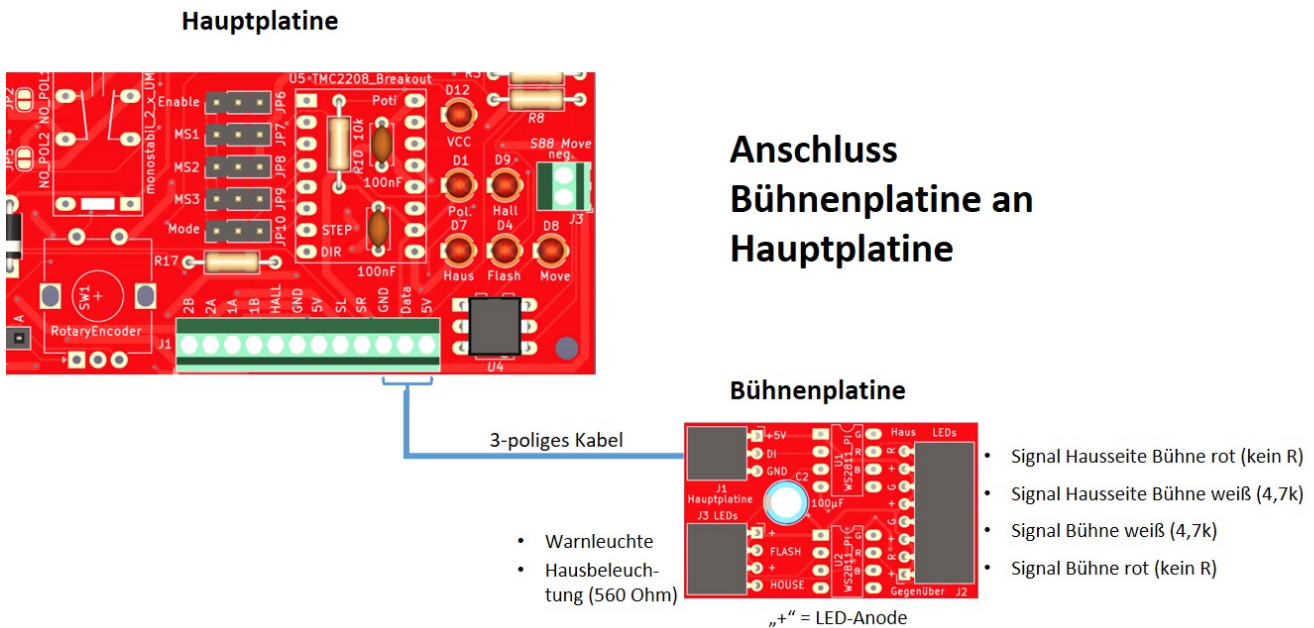 Hauptplatine
Anschluss
Bühnenplatine an
Hauptplatine
U5-TMC2208_Breakout
JP2
NO_POL2
JP5
monostabil_2_x_UM
Enable
JP6
MS1
JP7
MS2
JP8
MS3
JP9
Mode
JP10
R17
Poti
10k
R10
100nF
STEP
DIR
100nF
D12
VCC
D1
D9
Pol.
Hall
D7
D4
D8
Haus
Flash
Move
R8
S88 Move
neg.
J3
SW1
RotaryEncoder
A
J1
2B
2A
1A
1B
HALL
GND
5V
SL
SR
GND
Data
5V
U4
3-poliges Kabel
Bühnenplatine
+5V
DI
GND
J1
Hauptplatine
J3 LEDs
C2
100µF
+
+
FLASH
+
HOUSE
U1
WS2811_PI
G
R
B
U2
WS2811_PI
G
R
B
Haus LEDs
R
+
G
+
G
+
R
+
Gegenüber J2
• Signal Hausseite Bühne rot (kein R)
• Signal Hausseite Bühne weiß (4,7k)
• Signal Bühne weiß (4,7k)
• Signal Bühne rot (kein R)
• Warnleuchte
• Hausbeleuch-
tung (560 Ohm)
„+“ = LED-Anode